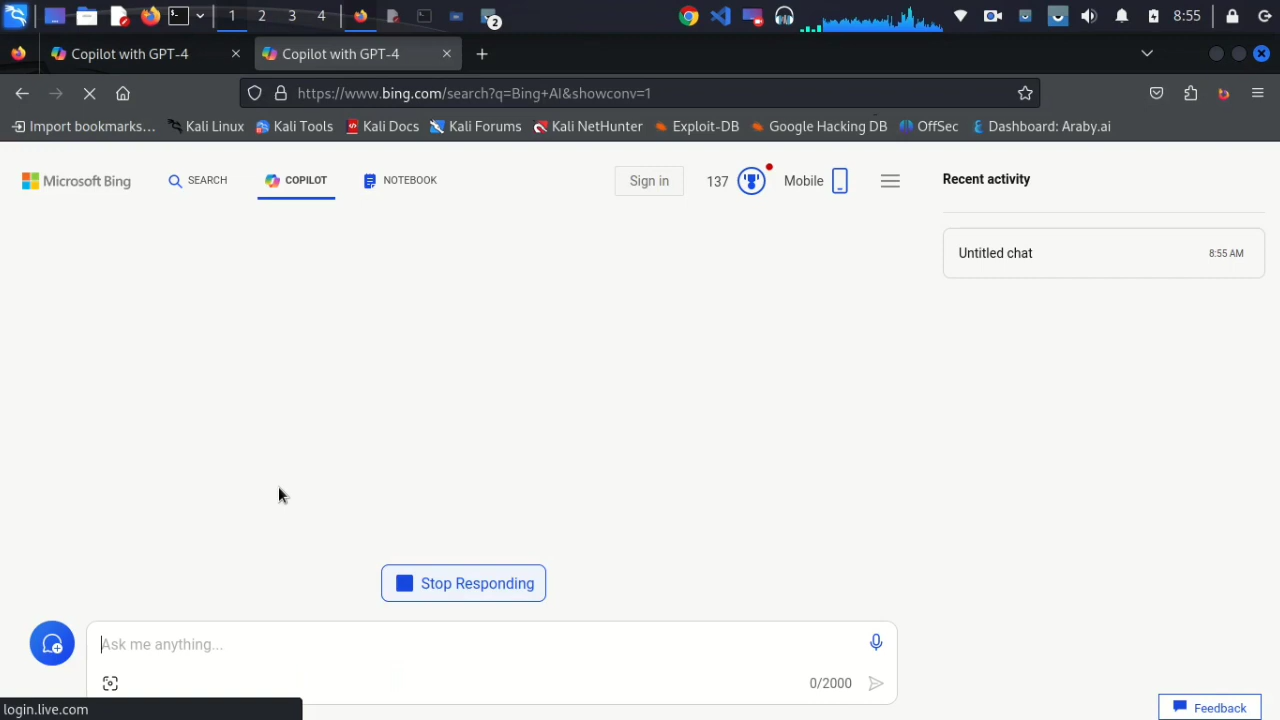 1 2 3 4 2 8:55
Copilot with GPT-4 Copilot with GPT-4
https://www.bing.com/search?q=Bing+AI&showconv=1
Import bookmarks... Kali Linux Kali Tools Kali Docs Kali Forums Kali NetHunter Exploit-DB Google Hacking DB OffSec Dashboard: Araby.ai
Microsoft Bing SEARCH COPILOT NOTEBOOK Sign in 137 Mobile Recent activity
Untitled chat 8:55 AM
Stop Responding
Ask me anything...
0/2000
login.live.com Feedback